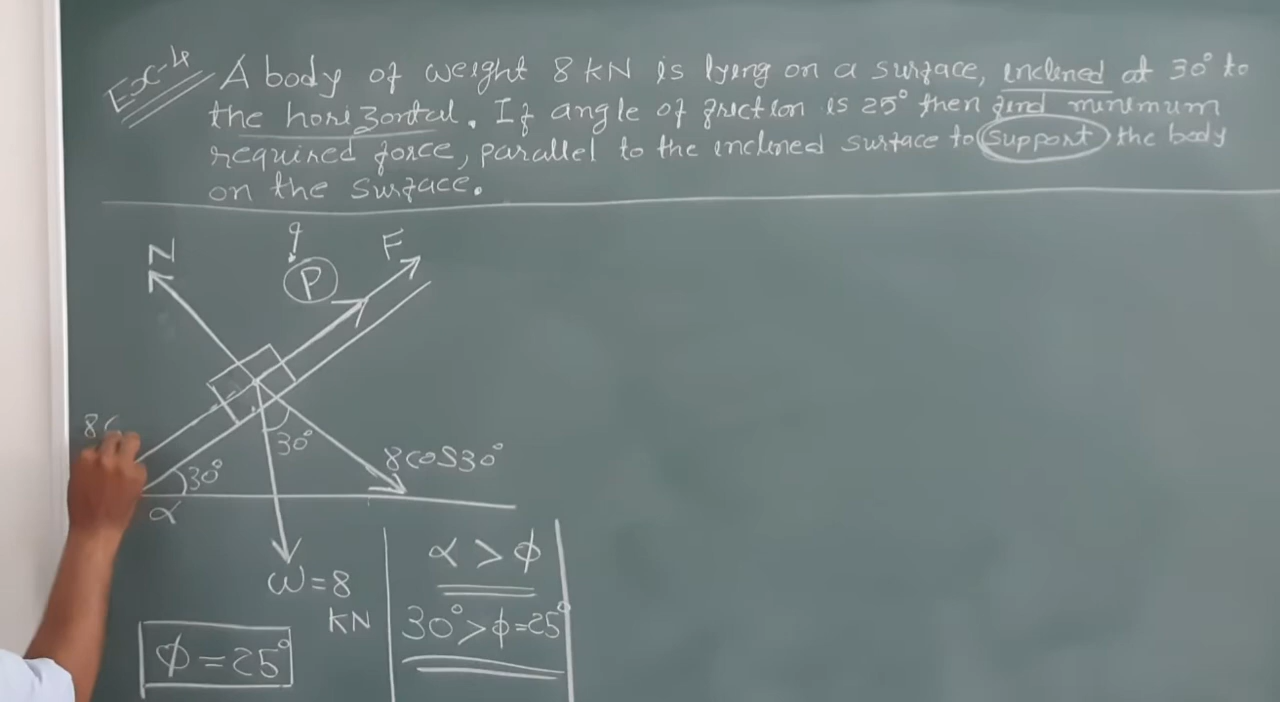 Ex-4 A body of weight 8 KN is lying on a surface, inclined at 30° to
the horizontal. If angle of friction is 25° then find minimum
required force, parallel to the inclined surface to support the body
on the surface.
N
?
P
F
30°
8cos30°
30°
α
W=8
KN
α > φ
30° > φ=25°
φ = 25°